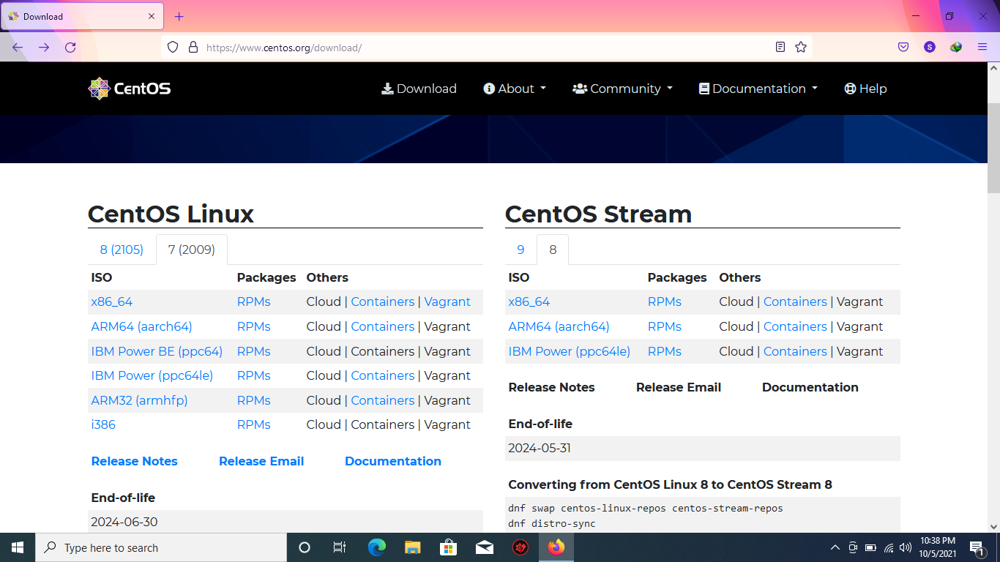 Download
https://www.centos.org/download/
S
CentOS
Download About Community Documentation Help
CentOS Linux
8 (2105) 7 (2009)
ISO Packages Others
x86_64 RPMs Cloud | Containers | Vagrant
ARM64 (aarch64) RPMs Cloud | Containers | Vagrant
IBM Power BE (ppc64) RPMs Cloud | Containers | Vagrant
IBM Power (ppc64le) RPMs Cloud | Containers | Vagrant
ARM32 (armhfp) RPMs Cloud | Containers | Vagrant
i386 RPMs Cloud | Containers | Vagrant
Release Notes Release Email Documentation
End-of-life
2024-06-30
CentOS Stream
9 8
ISO Packages Others
x86_64 RPMs Cloud | Containers | Vagrant
ARM64 (aarch64) RPMs Cloud | Containers | Vagrant
IBM Power (ppc64le) RPMs Cloud | Containers | Vagrant
Release Notes Release Email Documentation
End-of-life
2024-05-31
Converting from CentOS Linux 8 to CentOS Stream 8
dnf swap centos-linux-repos centos-stream-repos
dnf distro-sync
Type here to search
10:38 PM
10/5/2021
1